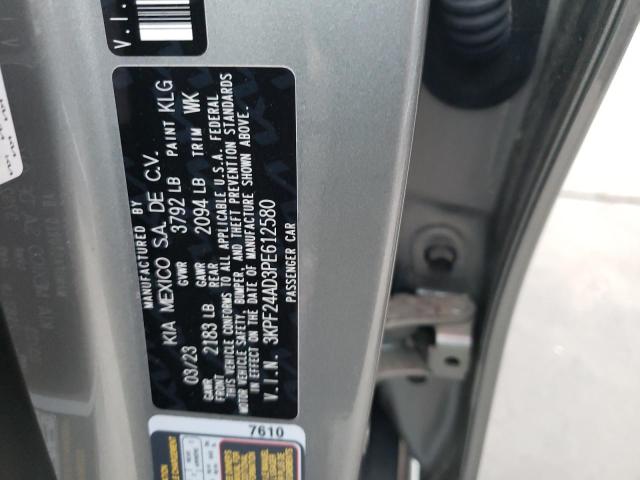 V.I.
MANUFACTURED BY
KIA MEXICO S.A. DE C.V.
03/23 GVWR 3792 LB PAINT KLG
GAWR FRONT 2183 LB GAWR REAR 2094 LB TRIM WK
THIS VEHICLE CONFORMS TO ALL APPLICABLE U.S.A. FEDERAL
MOTOR VEHICLE SAFETY, BUMPER, AND THEFT PREVENTION STANDARDS
IN EFFECT ON THE DATE OF MANUFACTURE SHOWN ABOVE.
V.I.N. 3KPF24AD3PE612580
PASSENGER CAR
7610